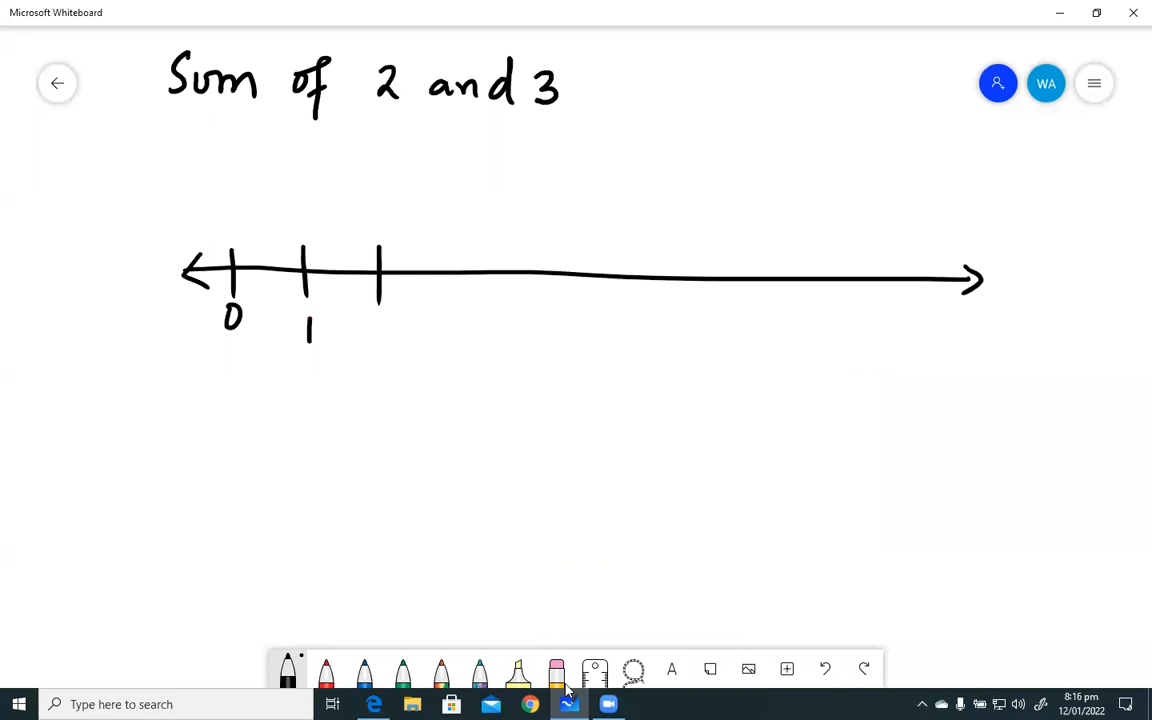 Microsoft Whiteboard
Sum of 2 and 3
WA
0
1
A
Type here to search
8:16 pm
12/01/2022